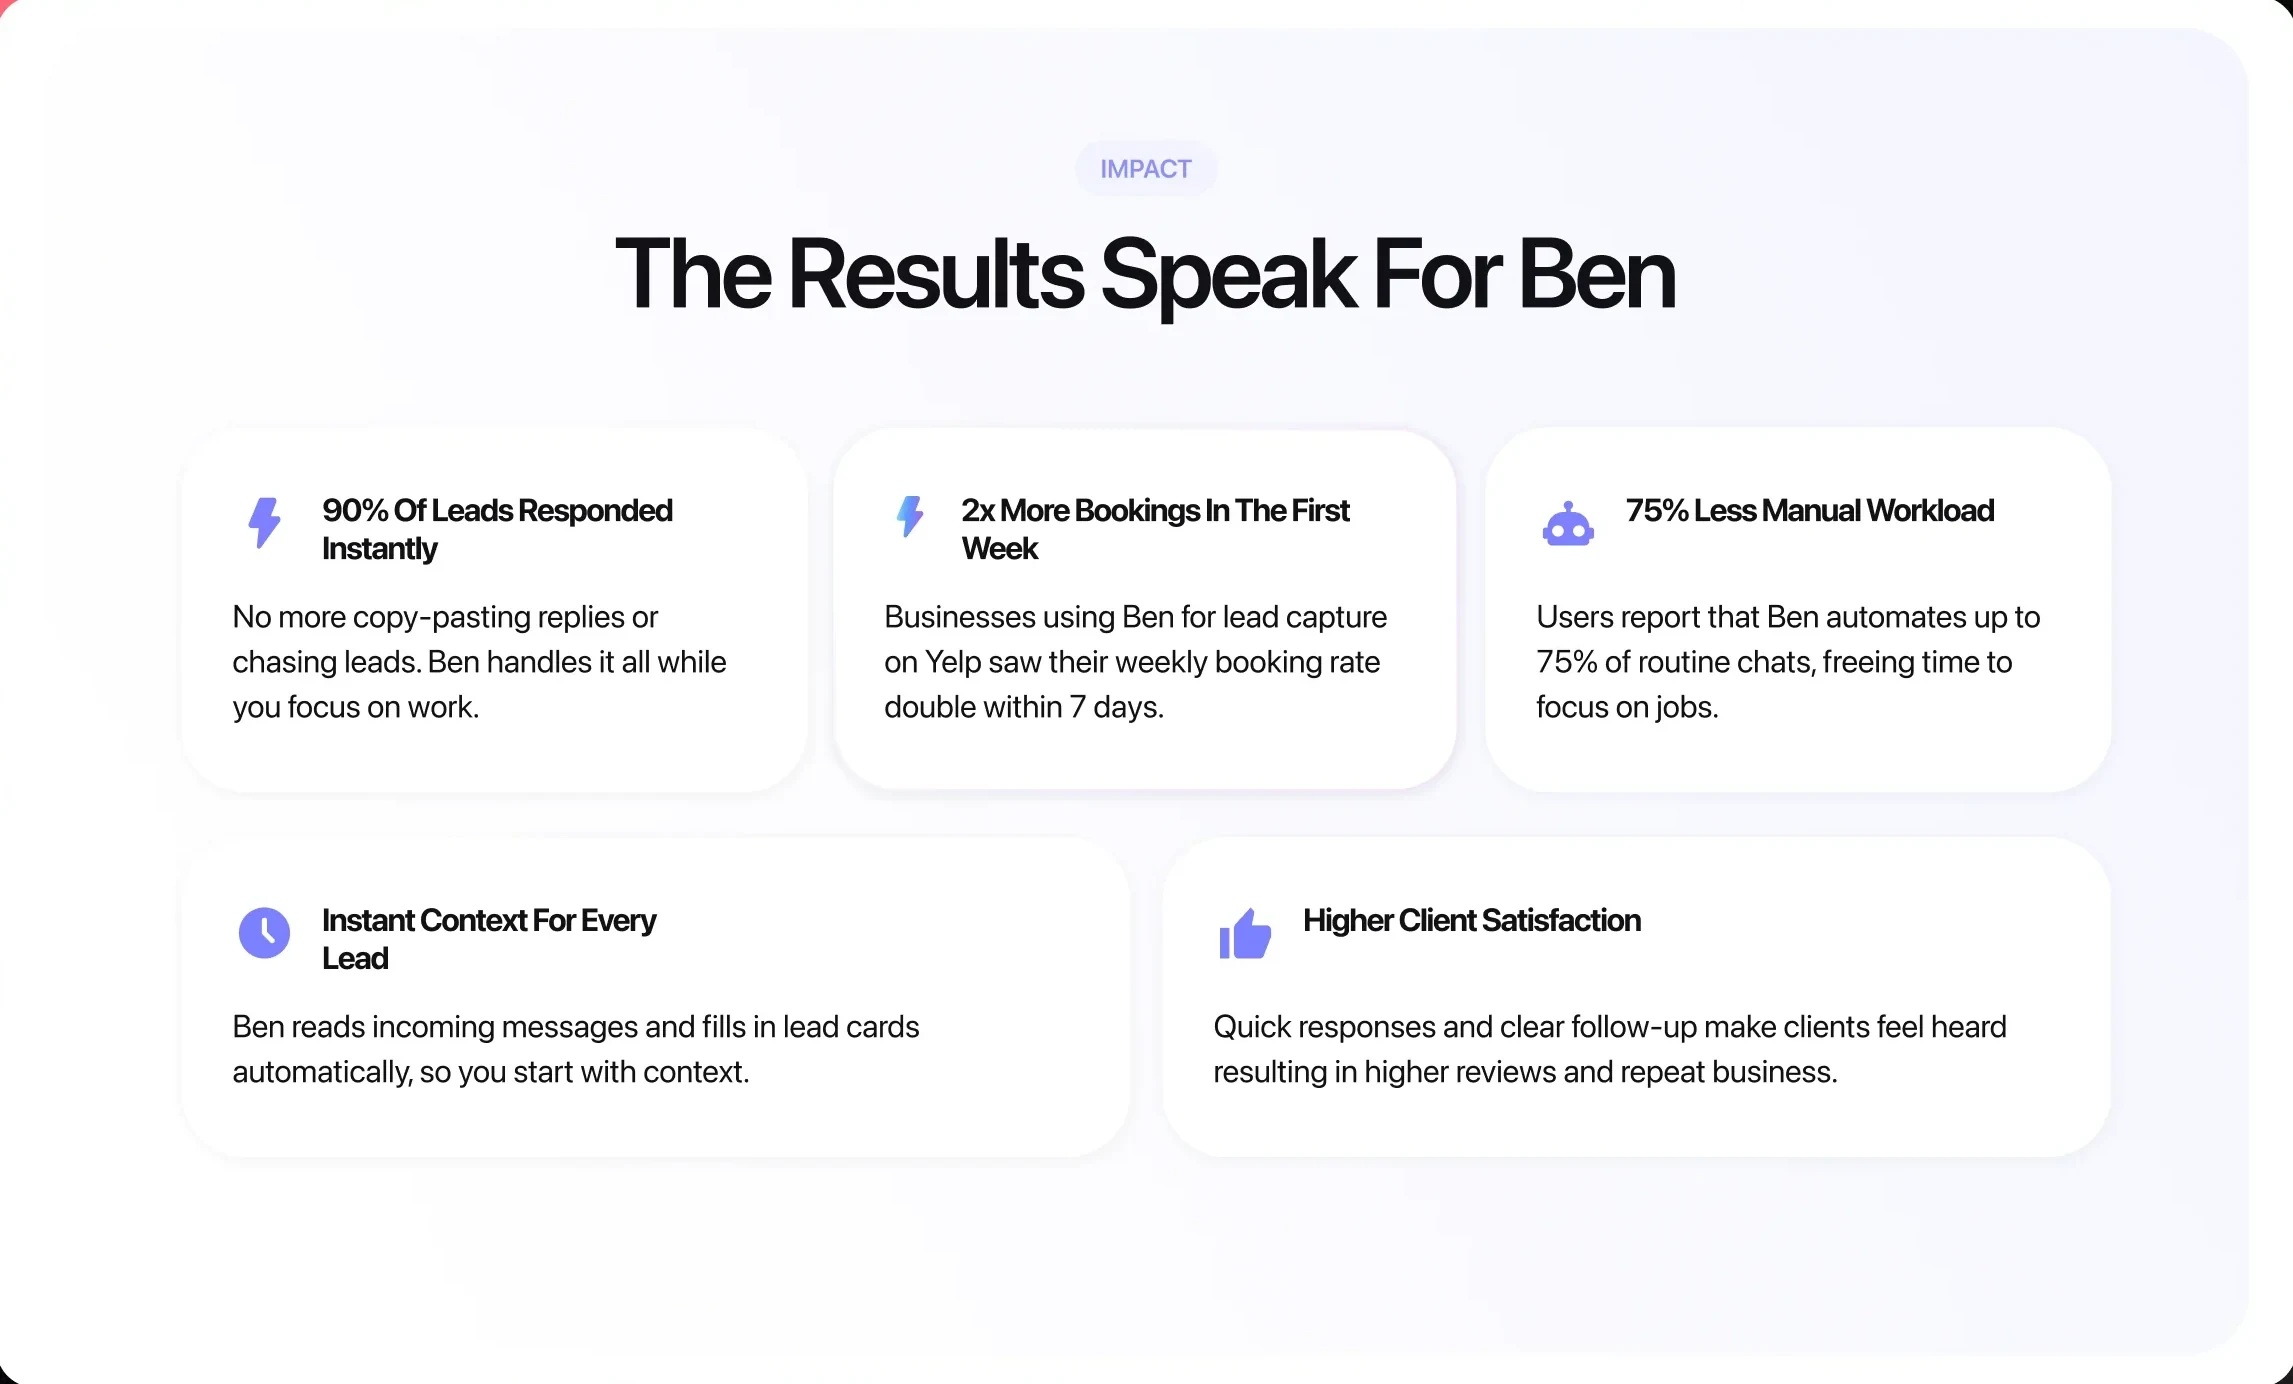 IMPACT
The Results Speak For Ben
90% Of Leads Responded
Instantly
No more copy-pasting replies or
chasing leads. Ben handles it all while
you focus on work.
2x More Bookings In The First
Week
Businesses using Ben for lead capture
on Yelp saw their weekly booking rate
double within 7 days.
75% Less Manual Workload
Users report that Ben automates up to
75% of routine chats, freeing time to
focus on jobs.
Instant Context For Every
Lead
Ben reads incoming messages and fills in lead cards
automatically, so you start with context.
Higher Client Satisfaction
Quick responses and clear follow-up make clients feel heard
resulting in higher reviews and repeat business.